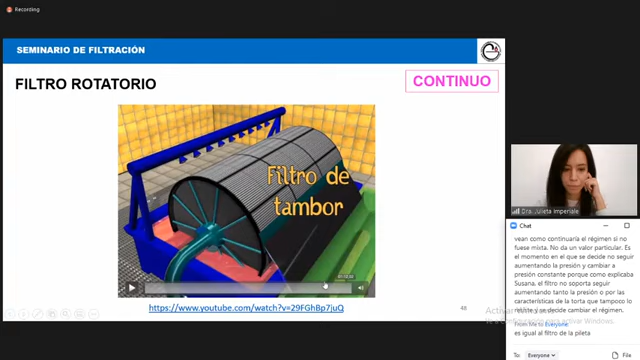 Recording
SEMINARIO DE FILTRACIÓN
FILTRO ROTATORIO
CONTINUO
Filtro de
tambor
https://www.youtube.com/watch?v=29FGhBp7juQ
48
Dra. Julieta Imperiale
Chat
vean como continuaría el régimen si no
fuese mixta. No da un valor particular. Es
el momento en el que se decide no seguir
aumentando la presión y cambiar a
presión constante porque como explicaba
Susana, el filtro no soporta seguir
aumentando tanto la presión o por las
características de la torta que tampoco lo
resiste y se decide cambiar el régimen.
From Me to Everyone:
es igual al filtro de la pileta
Activar Windows
To:
Everyone
File